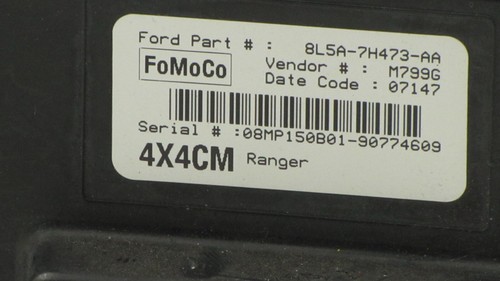 Ford Part # : 8L5A-7H473-AA
FoMoCo
Vendor # : M799G
Date Code : 07147
Serial # :08MP150B01-90774609
4X4CM Ranger